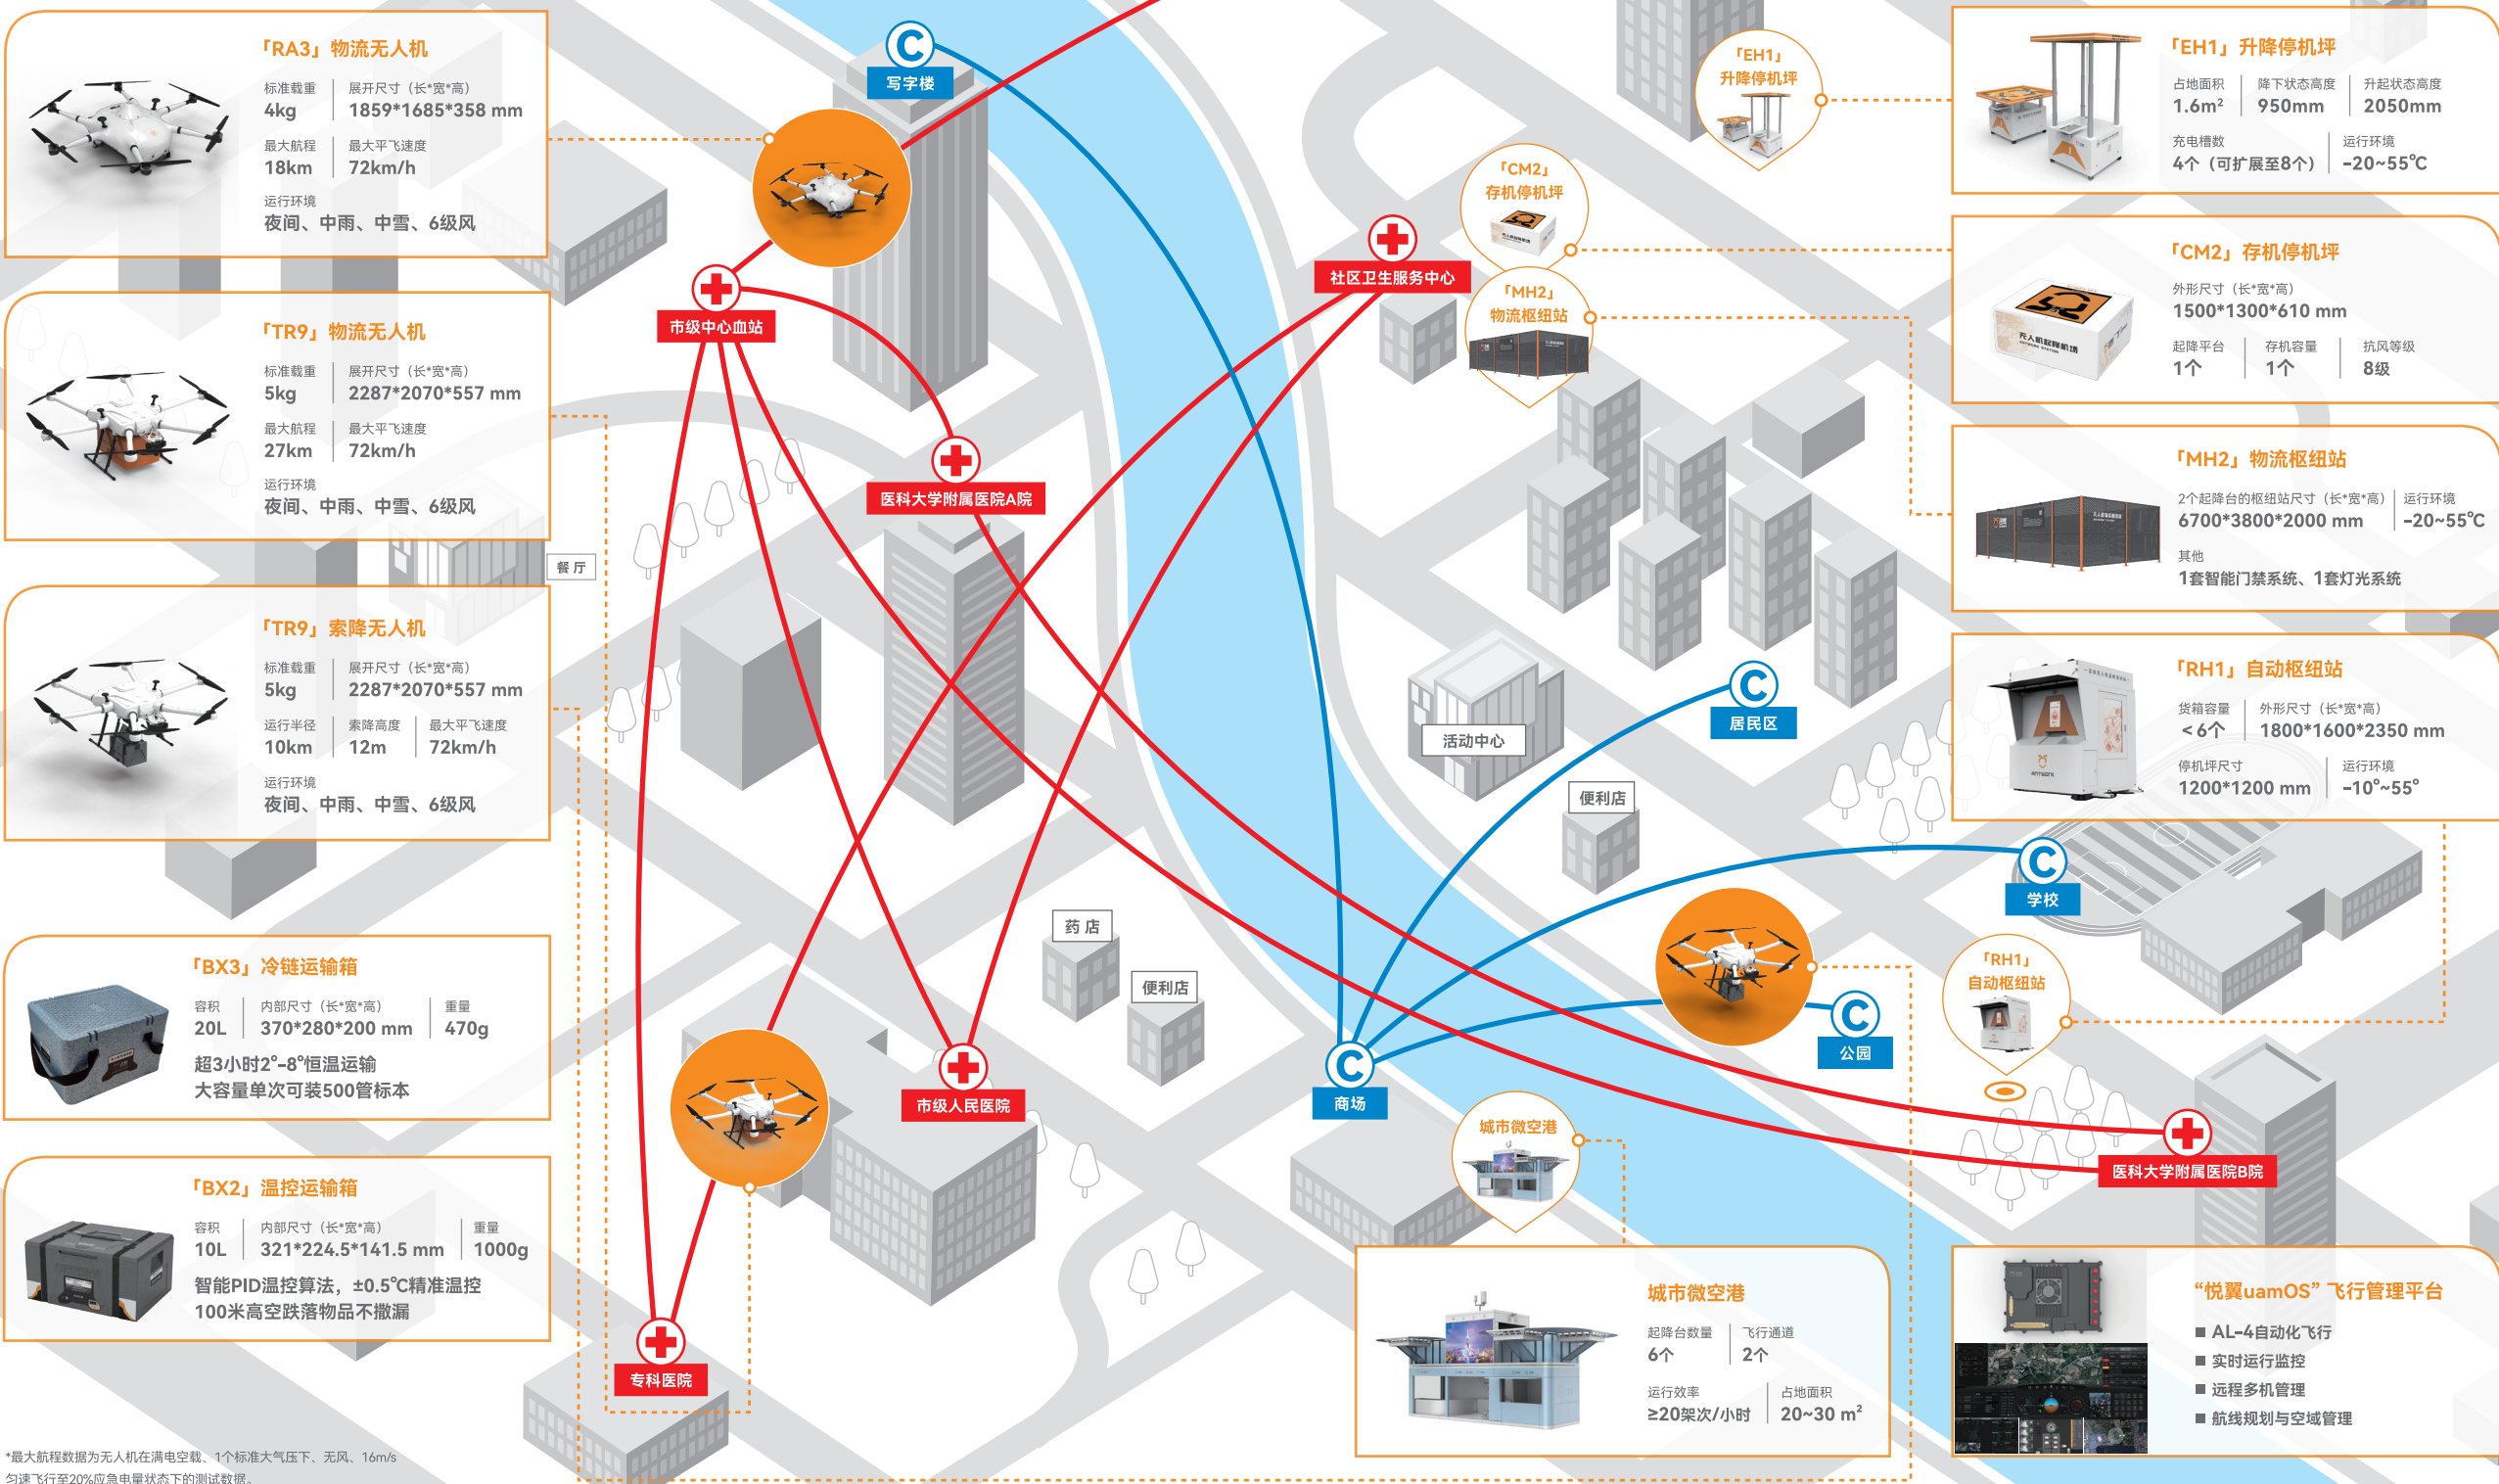 「RA3」物流无人机
标准载重
4kg
展开尺寸（长*宽*高）
1859*1685*358 mm
最大航程
18km
最大平飞速度
72km/h
运行环境
夜间、中雨、中雪、6级风
「TR9」物流无人机
标准载重
5kg
展开尺寸（长*宽*高）
2287*2070*557 mm
最大航程
27km
最大平飞速度
72km/h
运行环境
夜间、中雨、中雪、6级风
「TR9」索降无人机
标准载重
5kg
展开尺寸（长*宽*高）
2287*2070*557 mm
运行半径
10km
索降高度
12m
最大平飞速度
72km/h
运行环境
夜间、中雨、中雪、6级风
「BX3」冷链运输箱
容积
20L
内部尺寸（长*宽*高）
370*280*200 mm
重量
470g
超3小时2°-8°恒温运输
大容量单次可装500管标本
「BX2」温控运输箱
容积
10L
内部尺寸（长*宽*高）
321*224.5*141.5 mm
重量
1000g
智能PID温控算法，±0.5℃精准温控
100米高空跌落物品不撒漏
*最大航程数据为无人机在满电空载、1个标准大气压下、无风、16m/s
匀速飞行至20%应急电量状态下的测试数据。
C
写字楼
市级中心血站
医科大学附属医院A院
餐厅
社区卫生服务中心
「EH1」
升降停机坪
「CM2」
存机停机坪
「MH2」
物流枢纽站
活动中心
C
居民区
便利店
C
学校
药店
便利店
市级人民医院
C
商场
C
公园
「RH1」
自动枢纽站
城市微空港
医科大学附属医院B院
专科医院
「EH1」升降停机坪
占地面积
1.6m²
降下状态高度
950mm
升起状态高度
2050mm
充电槽数
4个（可扩展至8个）
运行环境
-20~55℃
「CM2」存机停机坪
外形尺寸（长*宽*高）
1500*1300*610 mm
起降平台
1个
存机容量
1个
抗风等级
8级
无人机起降机场
「MH2」物流枢纽站
2个起降台的枢纽站尺寸（长*宽*高）
6700*3800*2000 mm
运行环境
-20~55℃
其他
1套智能门禁系统、1套灯光系统
「RH1」自动枢纽站
货箱容量
＜6个
外形尺寸（长*宽*高）
1800*1600*2350 mm
停机坪尺寸
1200*1200 mm
运行环境
-10°~55°
ANTWORK
城市微空港
起降台数量
6个
飞行通道
2个
运行效率
≥20架次/小时
占地面积
20~30 m²
“悦翼uamOS” 飞行管理平台
■ AL-4自动化飞行
■ 实时运行监控
■ 远程多机管理
■ 航线规划与空域管理